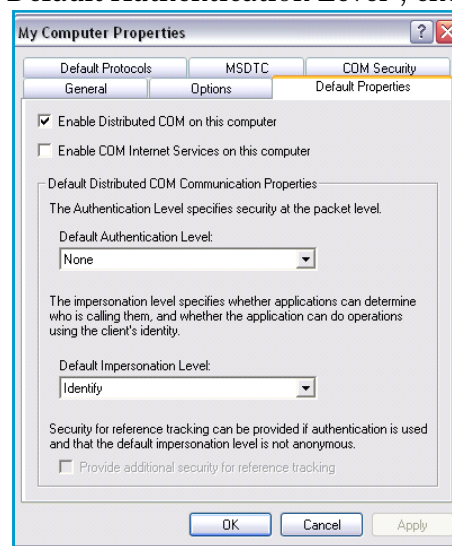 Default Authentication Level , cho
My Computer Properties
Default Protocols MSDTC COM Security
General Options Default Properties
Enable Distributed COM on this computer
Enable COM Internet Services on this computer
Default Distributed COM Communication Properties
The Authentication Level specifies security at the packet level.
Default Authentication Level:
None
The impersonation level specifies whether applications can determine
who is calling them, and whether the application can do operations
using the client's identity.
Default Impersonation Level:
Identify
Security for reference tracking can be provided if authentication is used
and that the default impersonation level is not anonymous.
Provide additional security for reference tracking
OK Cancel Apply